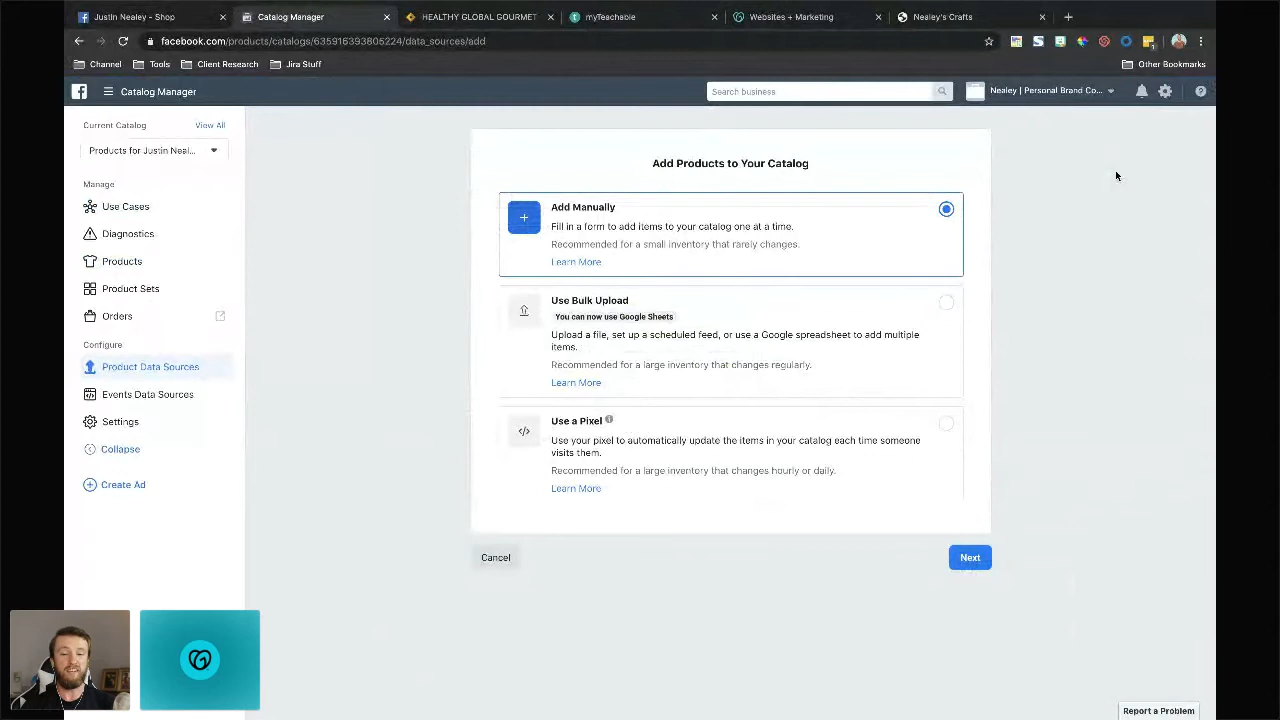 Justin Nealey - Shop
Catalog Manager
HEALTHY GLOBAL GOURMET
myTeachable
Websites + Marketing
Nealey's Crafts
facebook.com/products/catalogs/635916393805224/data_sources/add
Channel
Tools
Client Research
Jira Stuff
Other Bookmarks
Catalog Manager
Search business
Nealey | Personal Brand Co...
Current Catalog
View All
Products for Justin Neal...
Manage
Use Cases
Diagnostics
Products
Product Sets
Orders
Configure
Product Data Sources
Events Data Sources
Settings
Collapse
Create Ad
Add Products to Your Catalog
Add Manually
Fill in a form to add items to your catalog one at a time.
Recommended for a small inventory that rarely changes.
Learn More
Use Bulk Upload
You can now use Google Sheets
Upload a file, set up a scheduled feed, or use a Google spreadsheet to add multiple
items.
Recommended for a large inventory that changes regularly.
Learn More
Use a Pixel
Use your pixel to automatically update the items in your catalog each time someone
visits them.
Recommended for a large inventory that changes hourly or daily.
Learn More
Cancel
Next
Report a Problem